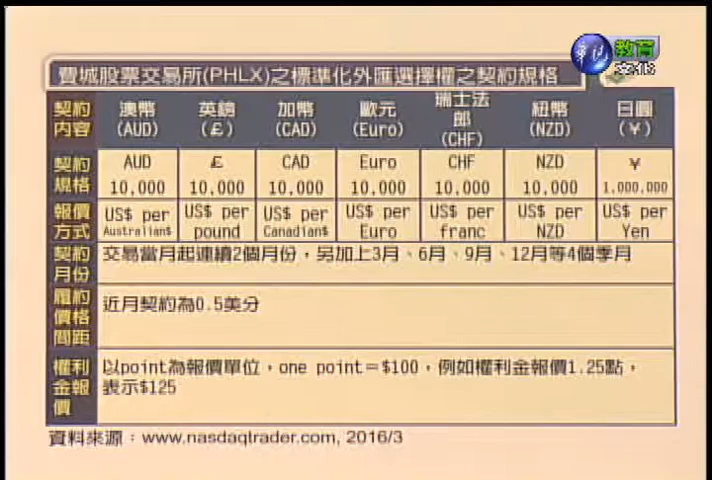 華視 教育
文化
費城股票交易所(PHLX)之標準化外匯選擇權之契約規格
契約內容 澳幣(AUD) 英鎊(£) 加幣(CAD) 歐元(Euro) 瑞士法郎(CHF) 紐幣(NZD) 日圓(¥)
契約規格 AUD 10,000 £ 10,000 CAD 10,000 Euro 10,000 CHF 10,000 NZD 10,000 ¥ 1,000,000
報價方式 US$ per Australian$ US$ per pound US$ per Canadian$ US$ per Euro US$ per franc US$ per NZD US$ per Yen
契約月份 交易當月起連續2個月份，另加上3月、6月、9月、12月等4個季月
履約價格間距 近月契約為0.5美分
權利金報價 以point為報價單位，one point＝$100，例如權利金報價1.25點，
表示$125
資料來源：www.nasdaqtrader.com, 2016/3